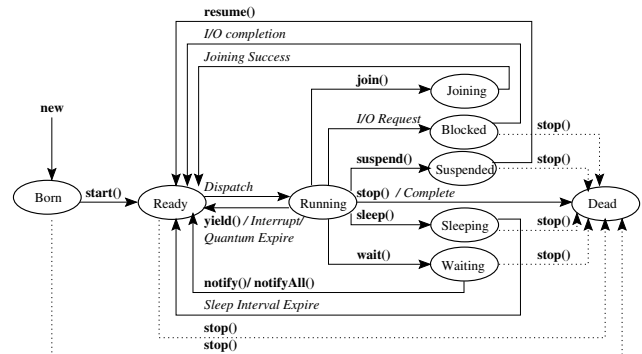 resume()
I/O completion
Joining Success
join()
Joining
new
I/O Request
Blocked
stop()
suspend()
Suspended
stop()
Born
start()
Ready
Dispatch
Running
stop() / Complete
Dead
yield() / Interrupt/
Quantum Expire
sleep()
Sleeping
stop()
wait()
Waiting
stop()
notify()/ notifyAll()
Sleep Interval Expire
stop()
stop()